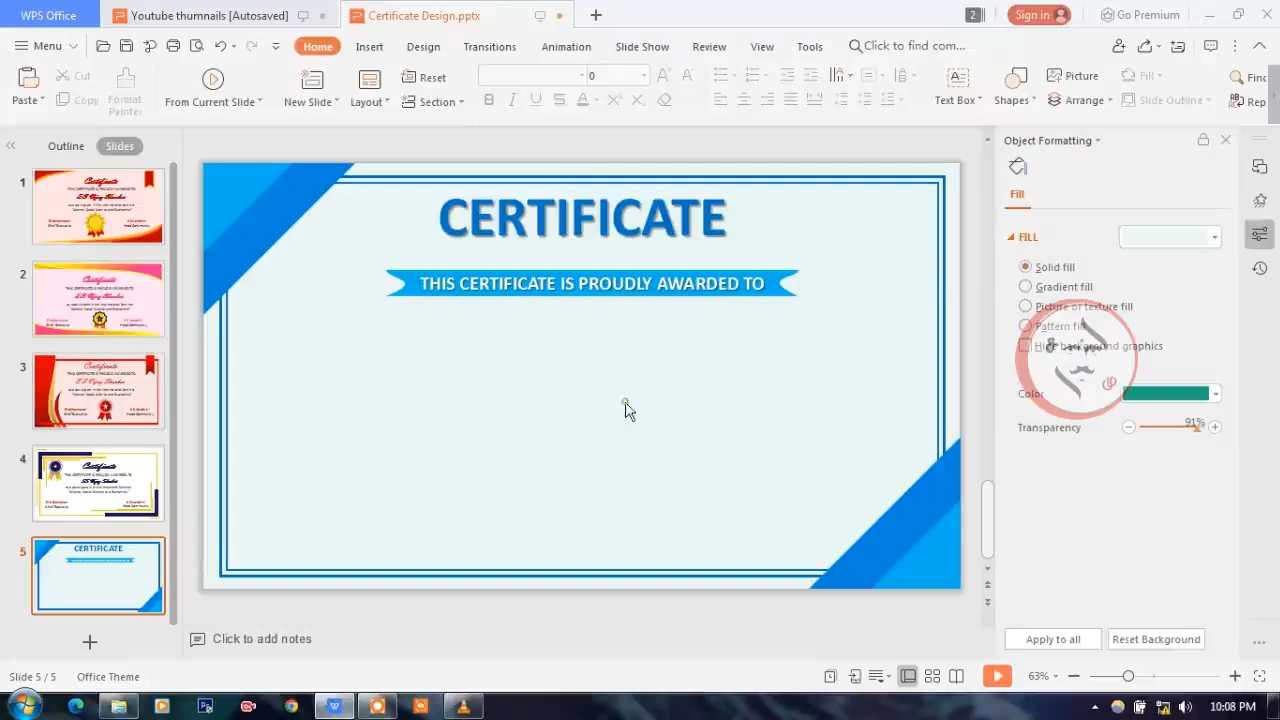 WPS Office
Youtube thumnails [Autosaved]
Certificate Design.pptx
2
Sign in
Go Premium
Menu
Home
Insert
Design
Transitions
Animation
Slide Show
Review
View
Tools
Click to find com...
Paste
Cut
Format
Painter
From Current Slide
New Slide
Layout
Reset
Section
0
B I U S A
Text Box
Shapes
Picture
Fill
Arrange
Slide Outline
Outline
Slides
1
Certificate
2
3
Certificate
4
Certificate
5
CERTIFICATE
CERTIFICATE
THIS CERTIFICATE IS PROUDLY AWARDED TO
Object Formatting
Fill
FILL
Solid fill
Gradient fill
Picture or texture fill
Pattern fill
Hide background graphics
Color
Transparency
91%
Apply to all
Reset Background
Click to add notes
Slide 5 / 5
Office Theme
63%
10:08 PM